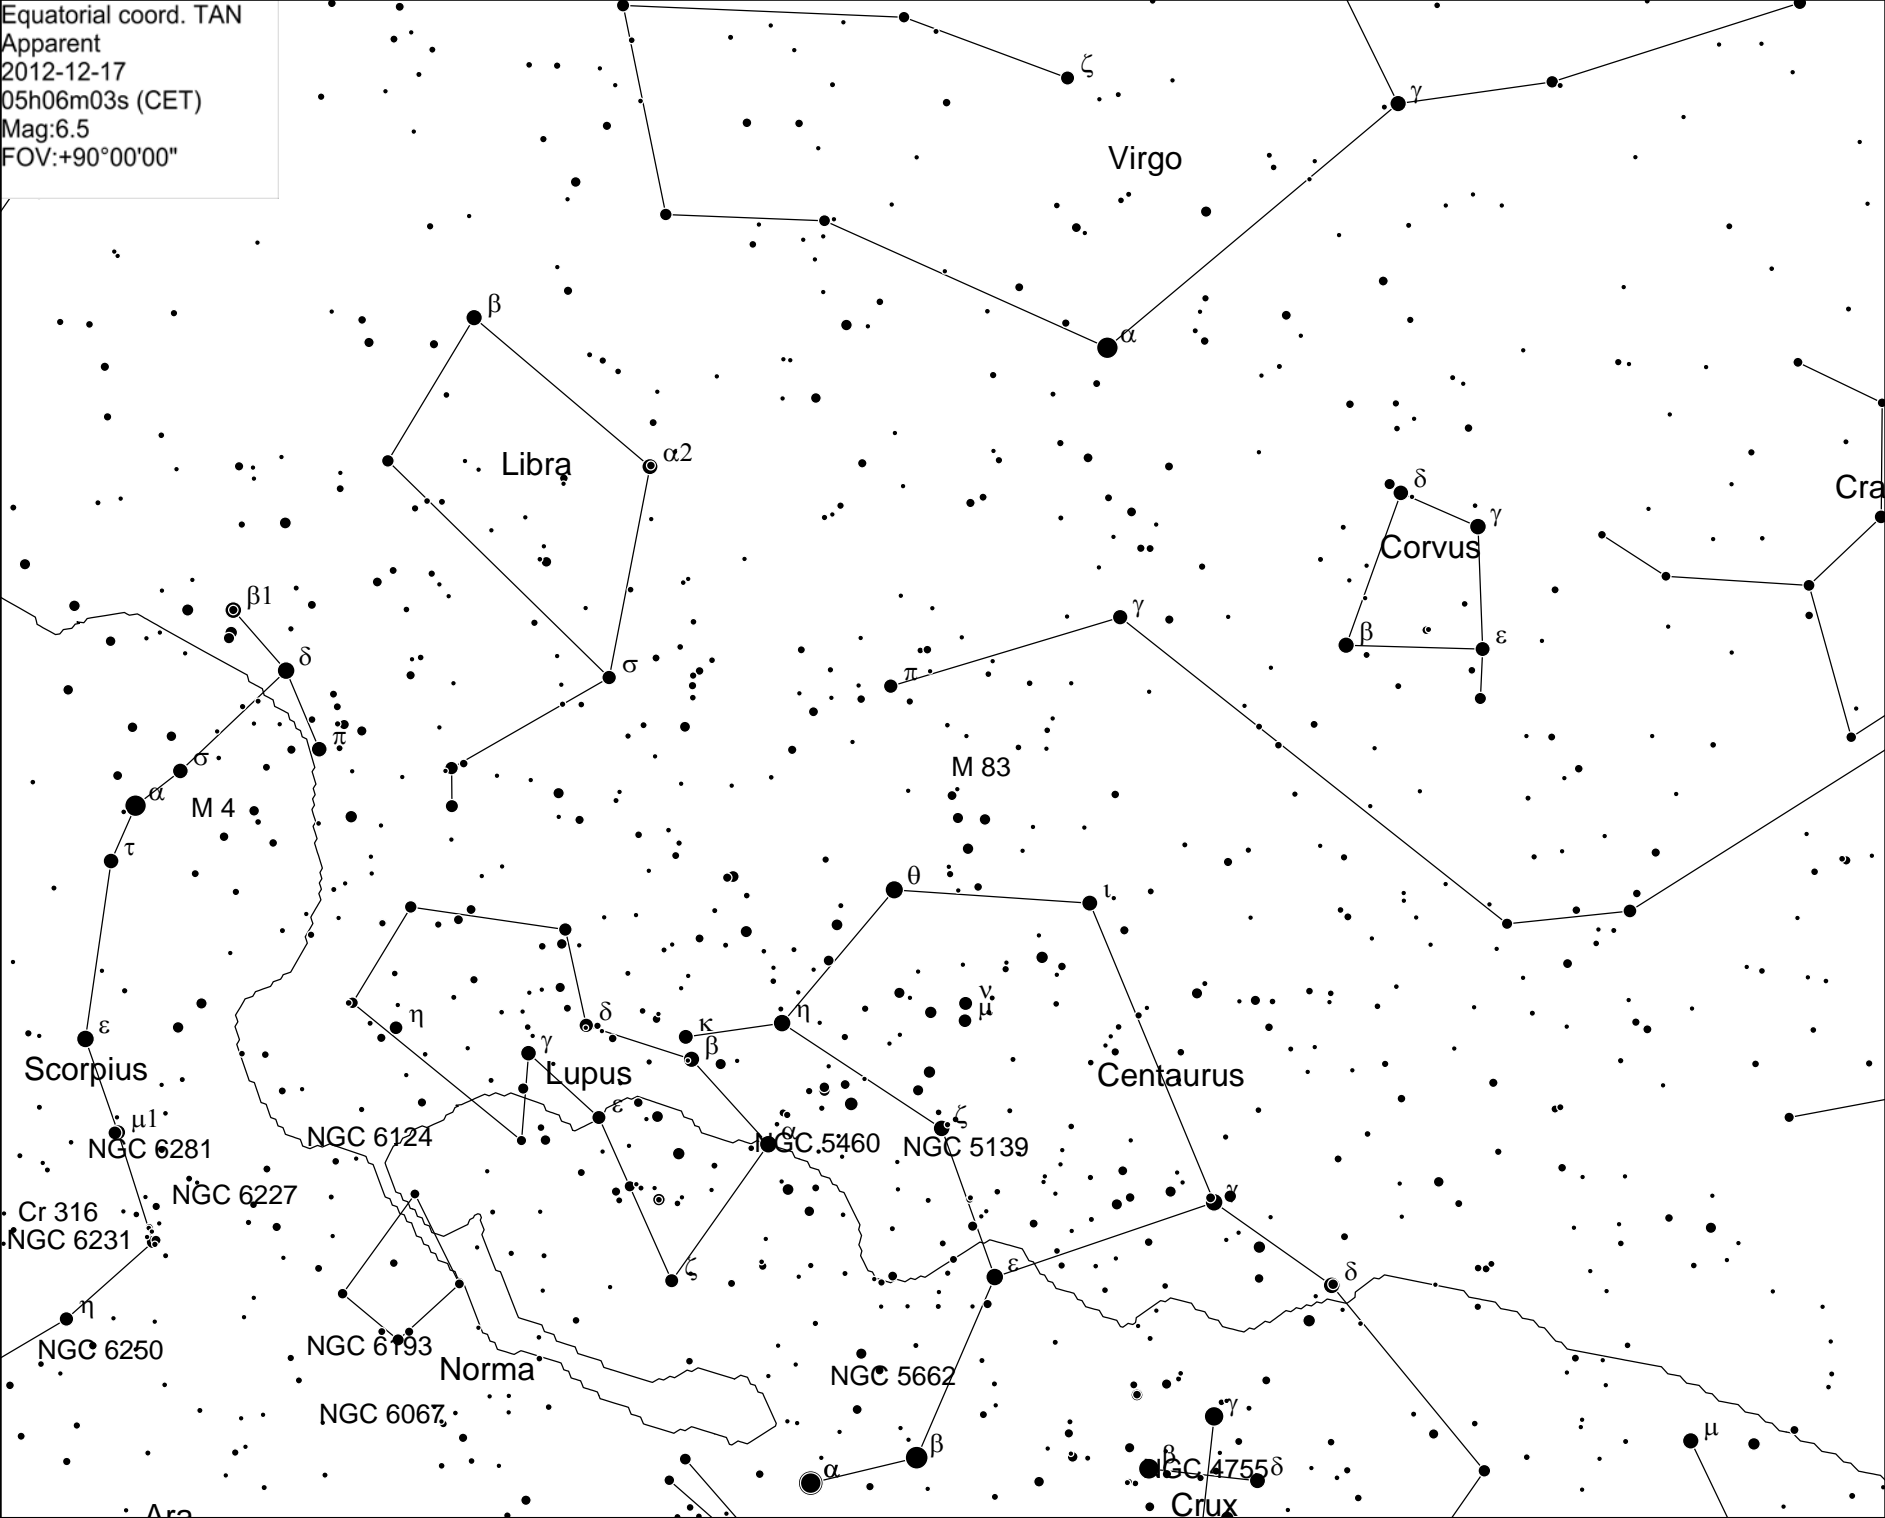 Equatorial coord. TAN
Apparent
2012-12-17
05h06m03s (CET)
Mag:6.5
FOV:+90°00'00"
ζ
γ
Virgo
β
α
Libra
α2
δ
Cra
γ
Corvus
β1
γ
β
ε
δ
σ
π
π
σ
M 83
α
M 4
τ
θ
ι
ν
μ
η
δ
κ
η
ε
γ
β
Scorpius
Lupus
Centaurus
ε
μ1
ζ
α
NGC 6124
NGC 5460
NGC 5139
NGC 6281
NGC 6227
γ
Cr 316
NGC 6231
ζ
ε
δ
η
NGC 6250
NGC 6193
Norma
NGC 5662
NGC 6067
γ
μ
β
β
α
NGC 4755
δ
Crux
Ara